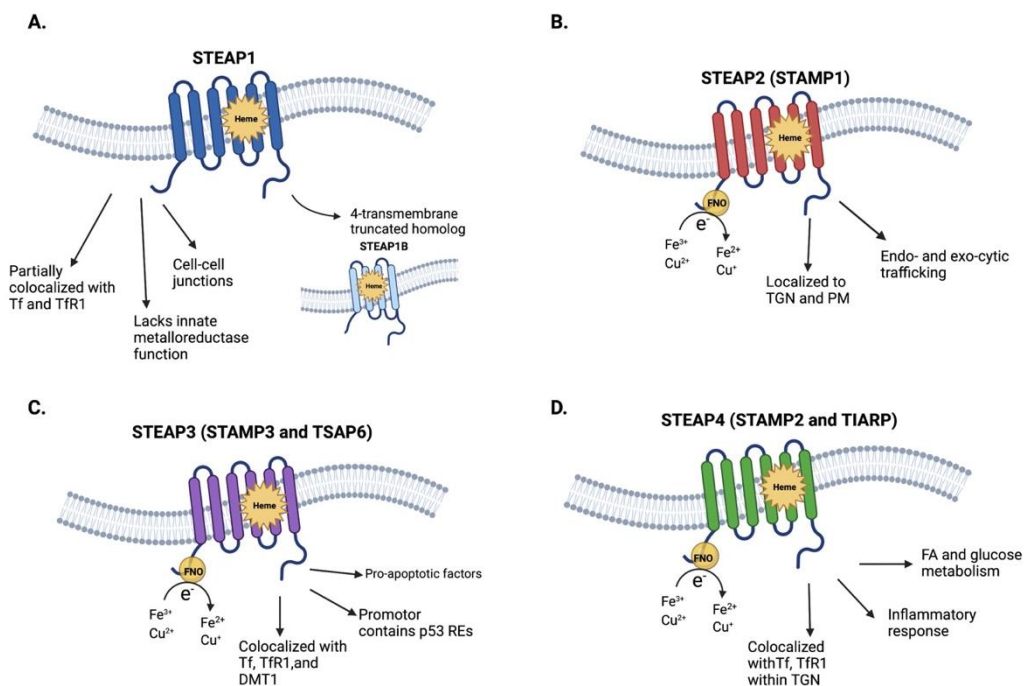 A.
STEAP1
Heme
Partially
colocalized with
Tf and TfR1
Lacks innate
metalloreductase
function
Cell-cell
junctions
4-transmembrane
truncated homolog
STEAP1B
Heme
B.
STEAP2 (STAMP1)
Heme
FNO
e⁻
Fe³⁺
Cu²⁺
Fe²⁺
Cu⁺
Localized to
TGN and PM
Endo- and exo-cytic
trafficking
C.
STEAP3 (STAMP3 and TSAP6)
Heme
FNO
e⁻
Fe³⁺
Cu²⁺
Fe²⁺
Cu⁺
Colocalized with
Tf, TfR1,and
DMT1
Pro-apoptotic factors
Promotor
contains p53 REs
D.
STEAP4 (STAMP2 and TIARP)
Heme
FNO
e⁻
Fe³⁺
Cu²⁺
Fe²⁺
Cu⁺
Colocalized
withTf, TfR1
within TGN
FA and glucose
metabolism
Inflammatory
response